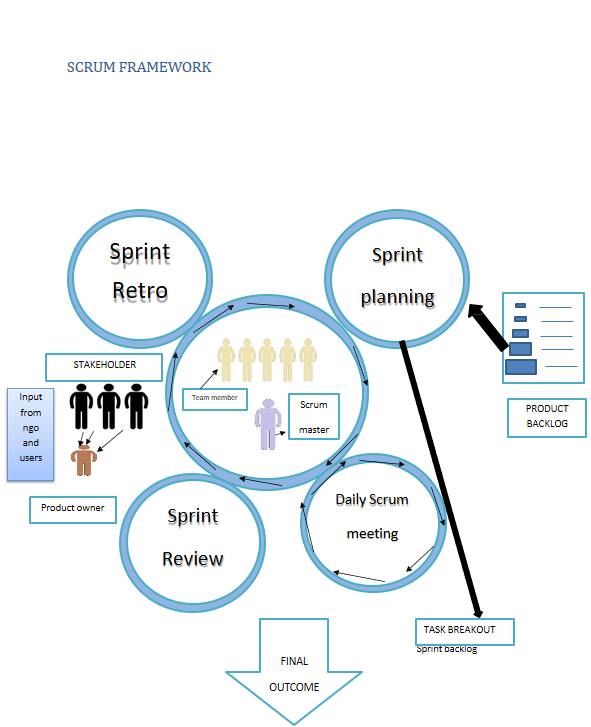 SCRUM FRAMEWORK
Sprint
Retro
Sprint
planning
STAKEHOLDER
Team member
Scrum
master
Input
from
ngo
and
users
PRODUCT
BACKLOG
Product owner
Sprint
Review
Daily Scrum
meeting
TASK BREAKOUT
Sprint backlog
FINAL
OUTCOME